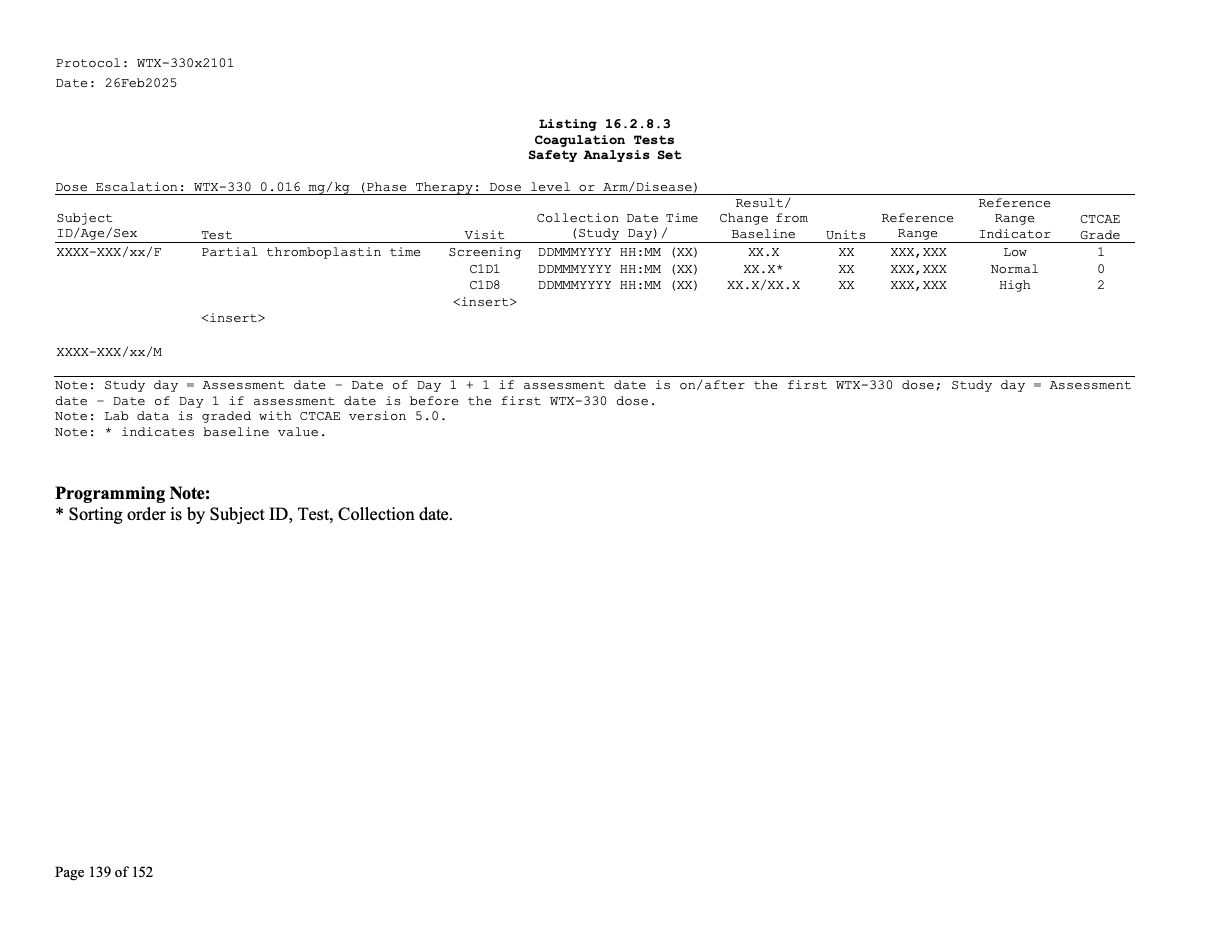 Protocol: WTX-330x2101
Date: 26Feb2025
Listing 16.2.8.3
Coagulation Tests
Safety Analysis Set
Dose Escalation: WTX-330 0.016 mg/kg (Phase Therapy: Dose level or Arm/Disease)
Subject ID/Age/Sex Test Visit Collection Date Time (Study Day)/ Result/ Change from Baseline Units Reference Range Reference Range Indicator CTCAE Grade
XXXX-XXX/xx/F Partial thromboplastin time Screening DDMMMYYYY HH:MM (XX) XX.X XX XXX,XXX Low 1
C1D1 DDMMMYYYY HH:MM (XX) XX.X* XX XXX,XXX Normal 0
C1D8 DDMMMYYYY HH:MM (XX) XX.X/XX.X XX XXX,XXX High 2
<insert>
<insert>
XXXX-XXX/xx/M
Note: Study day = Assessment date – Date of Day 1 + 1 if assessment date is on/after the first WTX-330 dose; Study day = Assessment
date – Date of Day 1 if assessment date is before the first WTX-330 dose.
Note: Lab data is graded with CTCAE version 5.0.
Note: * indicates baseline value.
Programming Note:
* Sorting order is by Subject ID, Test, Collection date.
Page 139 of 152